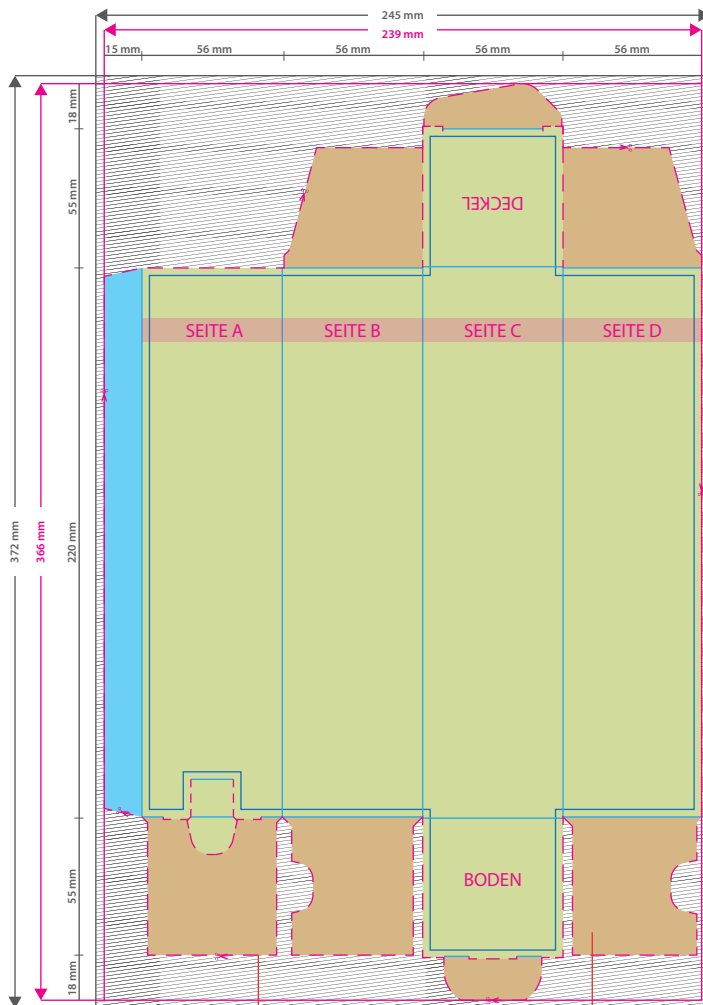 245 mm
239 mm
15 mm 56 mm 56 mm 56 mm 56 mm
18 mm
55 mm
DECKEL
SEITE A SEITE B SEITE C SEITE D
372 mm
366 mm
220 mm
55 mm
BODEN
18 mm